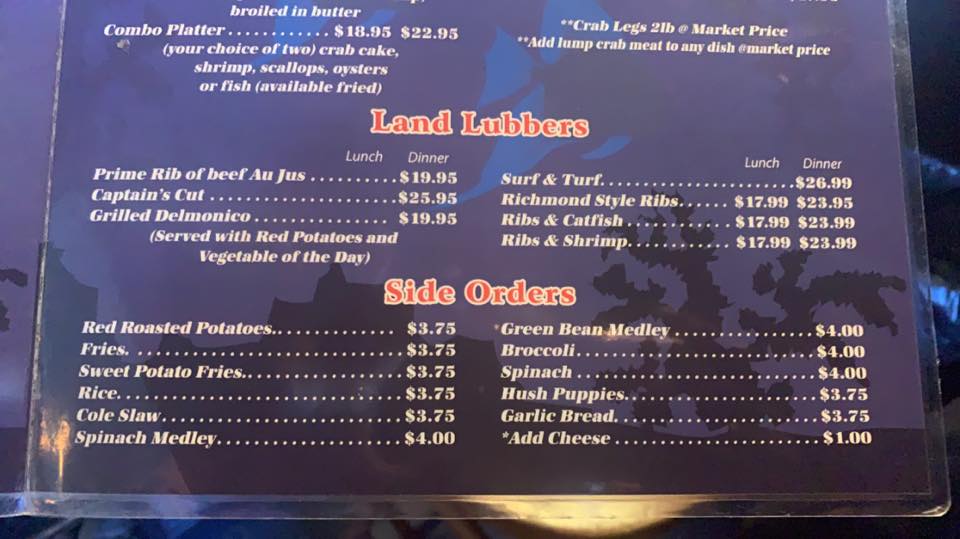 broiled in butter
Combo Platter............ $18.95 $22.95
(your choice of two) crab cake,
shrimp, scallops, oysters
or fish (available fried)
**Crab Legs 2lb @ Market Price
**Add lump crab meat to any dish @market price
Land Lubbers
Lunch Dinner
Prime Rib of beef Au Jus ..........$19.95
Captain's Cut .....................$25.95
Grilled Delmonico ............... $19.95
(Served with Red Potatoes and
Vegetable of the Day)
Lunch Dinner
Surf & Turf........................$26.99
Richmond Style Ribs...... $17.99 $23.95
Ribs & Catfish ............ $17.99 $23.99
Ribs & Shrimp............ $17.99 $23.99
Side Orders
Red Roasted Potatoes.............. $3.75
Fries. ............................$3.75
Sweet Potato Fries.................$3.75
Rice...............................$3.75
Cole Slaw..........................$3.75
Spinach Medley.....................$4.00
*Green Bean Medley ................$4.00
Broccoli...........................$4.00
Spinach ...........................$4.00
Hush Puppies.......................$3.75
Garlic Bread.......................$3.75
*Add Cheese .......................$1.00